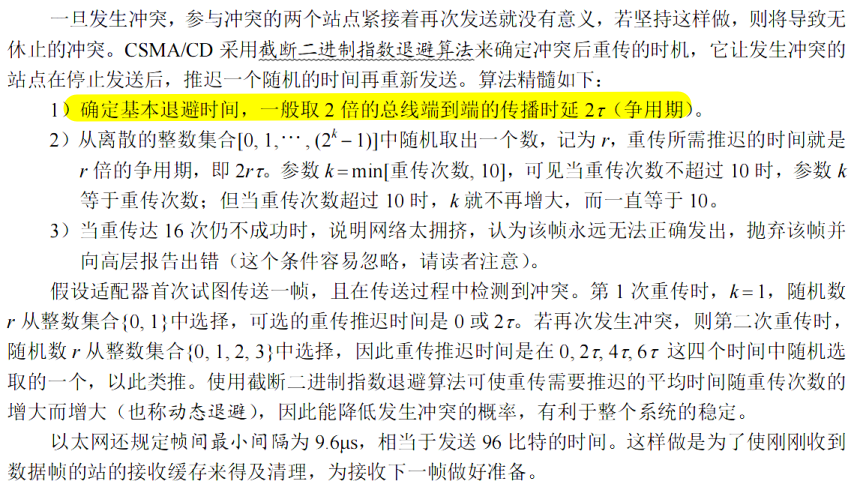 一旦发生冲突，参与冲突的两个站点紧接着再次发送就没有意义，若坚持这样做，则将导致无
休止的冲突。CSMA/CD 采用截断二进制指数退避算法来确定冲突后重传的时机，它让发生冲突的
站点在停止发送后，推迟一个随机的时间再重新发送。算法精髓如下：
1）确定基本退避时间，一般取 2 倍的总线端到端的传播时延 2τ（争用期）。
2）从离散的整数集合[0, 1,⋯, (2ᵏ − 1)]中随机取出一个数，记为 r，重传所需推迟的时间就是
r 倍的争用期，即 2rτ。参数 k = min[重传次数, 10]，可见当重传次数不超过 10 时，参数 k
等于重传次数；但当重传次数超过 10 时，k 就不再增大，而一直等于 10。
3）当重传达 16 次仍不成功时，说明网络太拥挤，认为该帧永远无法正确发出，抛弃该帧并
向高层报告出错（这个条件容易忽略，请读者注意）。
假设适配器首次试图传送一帧，且在传送过程中检测到冲突。第 1 次重传时，k = 1，随机数
r 从整数集合{0, 1}中选择，可选的重传推迟时间是 0 或 2τ。若再次发生冲突，则第二次重传时，
随机数 r 从整数集合{0, 1, 2, 3}中选择，因此重传推迟时间是在 0, 2τ, 4τ, 6τ 这四个时间中随机选
取的一个，以此类推。使用截断二进制指数退避算法可使重传需要推迟的平均时间随重传次数的
增大而增大（也称动态退避），因此能降低发生冲突的概率，有利于整个系统的稳定。
以太网还规定帧间最小间隔为 9.6μs，相当于发送 96 比特的时间。这样做是为了使刚刚收到
数据帧的站的接收缓存来得及清理，为接收下一帧做好准备。